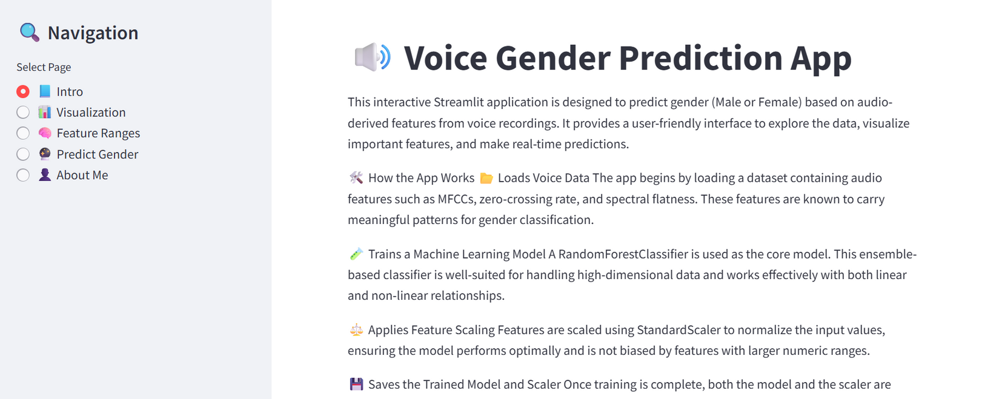 Navigation
Select Page
Intro
Visualization
Feature Ranges
Predict Gender
About Me
Voice Gender Prediction App
This interactive Streamlit application is designed to predict gender (Male or Female) based on audio-
derived features from voice recordings. It provides a user-friendly interface to explore the data, visualize
important features, and make real-time predictions.
How the App Works Loads Voice Data The app begins by loading a dataset containing audio
features such as MFCCs, zero-crossing rate, and spectral flatness. These features are known to carry
meaningful patterns for gender classification.
Trains a Machine Learning Model A RandomForestClassifier is used as the core model. This ensemble-
based classifier is well-suited for handling high-dimensional data and works effectively with both linear
and non-linear relationships.
Applies Feature Scaling Features are scaled using StandardScaler to normalize the input values,
ensuring the model performs optimally and is not biased by features with larger numeric ranges.
Saves the Trained Model and Scaler Once training is complete, both the model and the scaler are